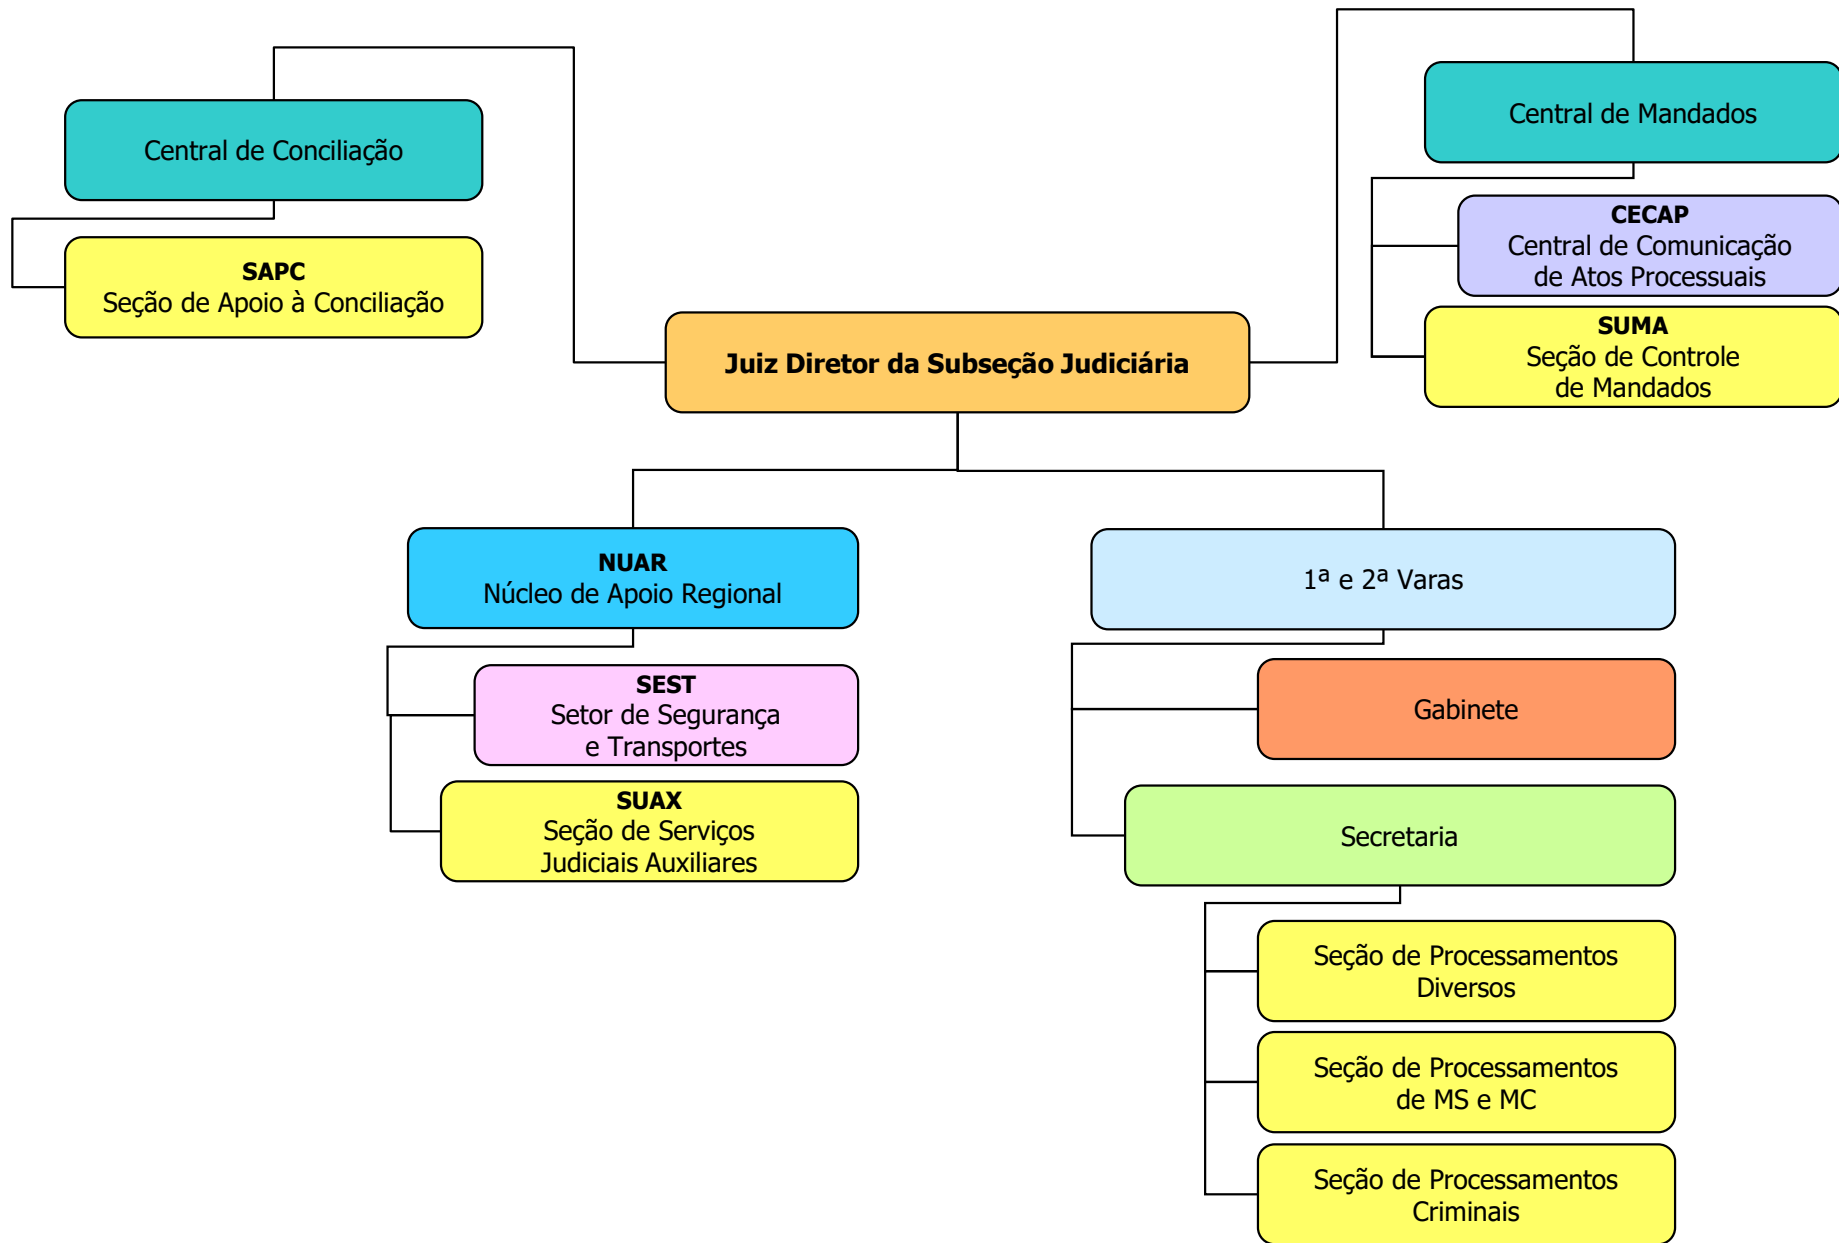 Central de Conciliação
SAPC
Seção de Apoio à Conciliação
Central de Mandados
CECAP
Central de Comunicação
de Atos Processuais
SUMA
Seção de Controle
de Mandados
Juiz Diretor da Subseção Judiciária
NUAR
Núcleo de Apoio Regional
SEST
Setor de Segurança
e Transportes
SUAX
Seção de Serviços
Judiciais Auxiliares
1ª e 2ª Varas
Gabinete
Secretaria
Seção de Processamentos
Diversos
Seção de Processamentos
de MS e MC
Seção de Processamentos
Criminais